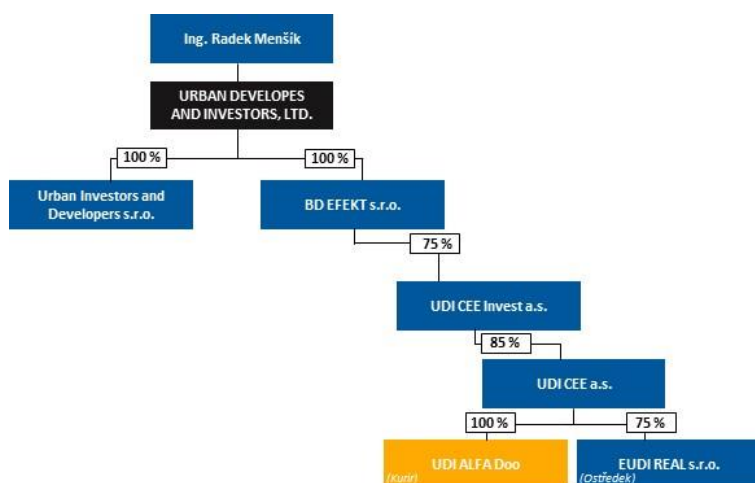 Ing. Radek Menšík
URBAN DEVELOPES
AND INVESTORS, LTD.
100 %
100 %
Urban Investors and
Developers s.r.o.
BD EFEKT s.r.o.
75 %
UDI CEE Invest a.s.
85 %
UDI CEE a.s.
100 %
75 %
UDI ALFA Doo
(Kurir)
EUDI REAL s.r.o.
(Ostředek)